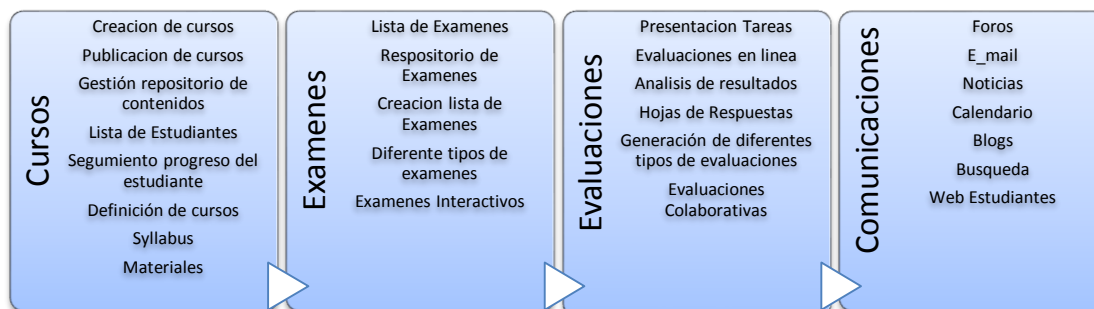 Cursos
Creacion de cursos
Publicacion de cursos
Gestión repositorio de
contenidos
Lista de Estudiantes
Segumiento progreso del
estudiante
Definición de cursos
Syllabus
Materiales
Examenes
Lista de Examenes
Respositorio de
Examenes
Creacion lista de
Examenes
Diferente tipos de
examenes
Examenes Interactivos
Evaluaciones
Presentacion Tareas
Evaluaciones en linea
Analisis de resultados
Hojas de Respuestas
Generación de diferentes
tipos de evaluaciones
Evaluaciones
Colaborativas
Comunicaciones
Foros
E_mail
Noticias
Calendario
Blogs
Busqueda
Web Estudiantes